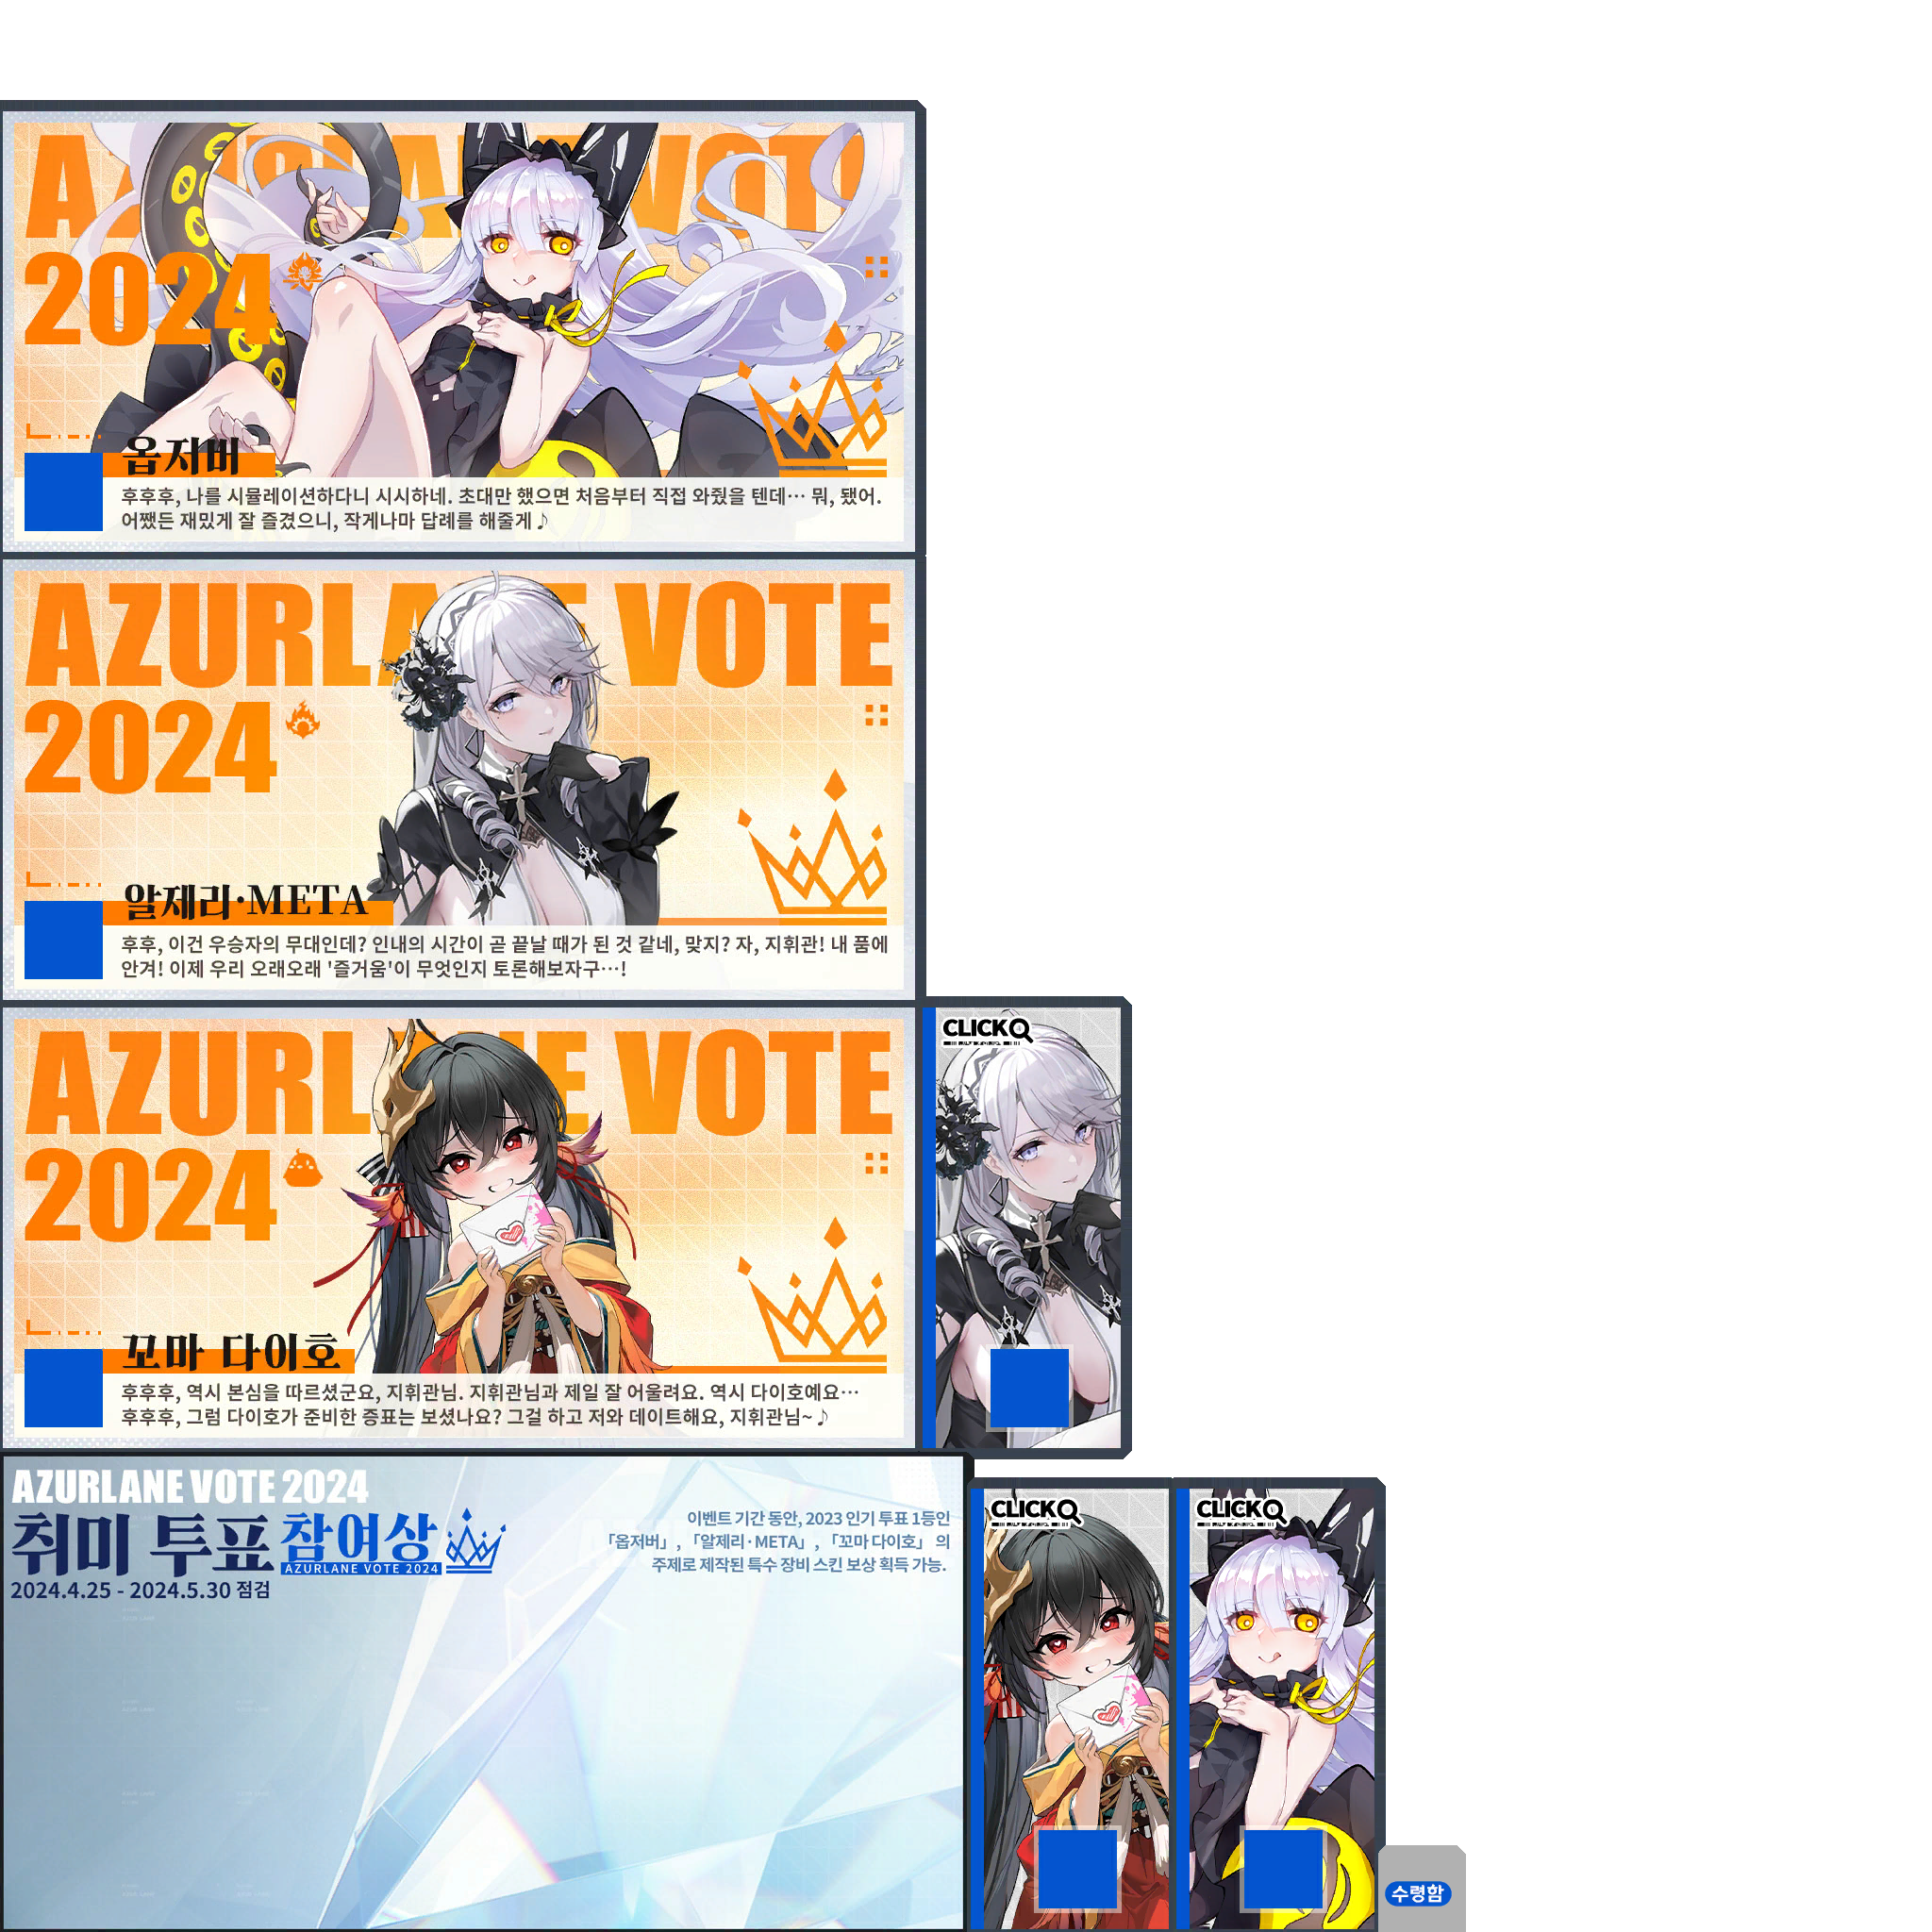 AZURLANE VOTE
2024
옵저버
후후후, 나를 시뮬레이션하다니 시시하네. 초대만 했으면 처음부터 직접 와줬을 텐데… 뭐, 됐어.
어쨌든 재밌게 잘 즐겼으니, 작게나마 답례를 해줄게♪
AZURLANE VOTE
2024
알제리·META
후후, 이건 우승자의 무대인데? 인내의 시간이 곧 끝날 때가 된 것 같네, 맞지? 자, 지휘관! 내 품에
안겨! 이제 우리 오래오래 '즐거움'이 무엇인지 토론해보자구…!
AZURLANE VOTE
2024
꼬마 다이호
후후후, 역시 본심을 따르셨군요, 지휘관님. 지휘관님과 제일 잘 어울려요. 역시 다이호예요…
후후후, 그럼 다이호가 준비한 증표는 보셨나요? 그걸 하고 저와 데이트해요, 지휘관님~♪
CLICK
AZURLANE VOTE 2024
취미 투표 참여상
AZURLANE VOTE 2024
2024.4.25 - 2024.5.30 점검
이벤트 기간 동안, 2023 인기 투표 1등인
「옵저버」, 「알제리·META」, 「꼬마 다이호」 의
주제로 제작된 특수 장비 스킨 보상 획득 가능.
CLICK
CLICK
수령함